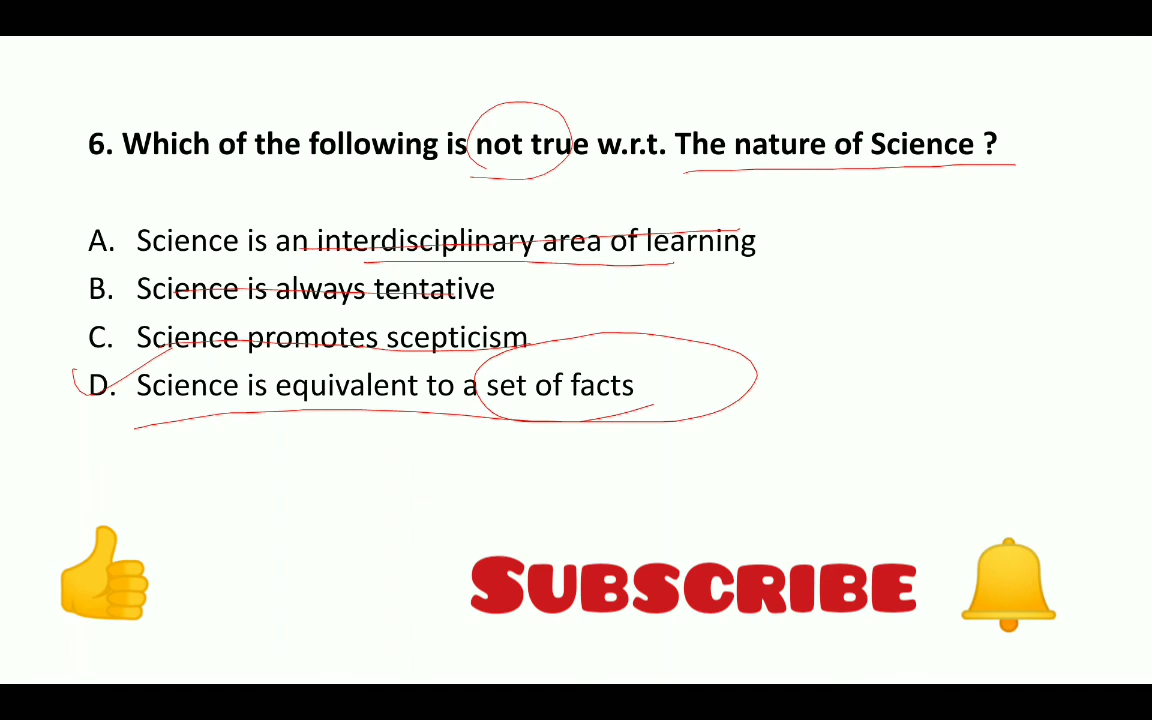 6. Which of the following is not true w.r.t. The nature of Science ?
A. Science is an interdisciplinary area of learning
B. Science is always tentative
C. Science promotes scepticism
D. Science is equivalent to a set of facts
SUBSCRIBE